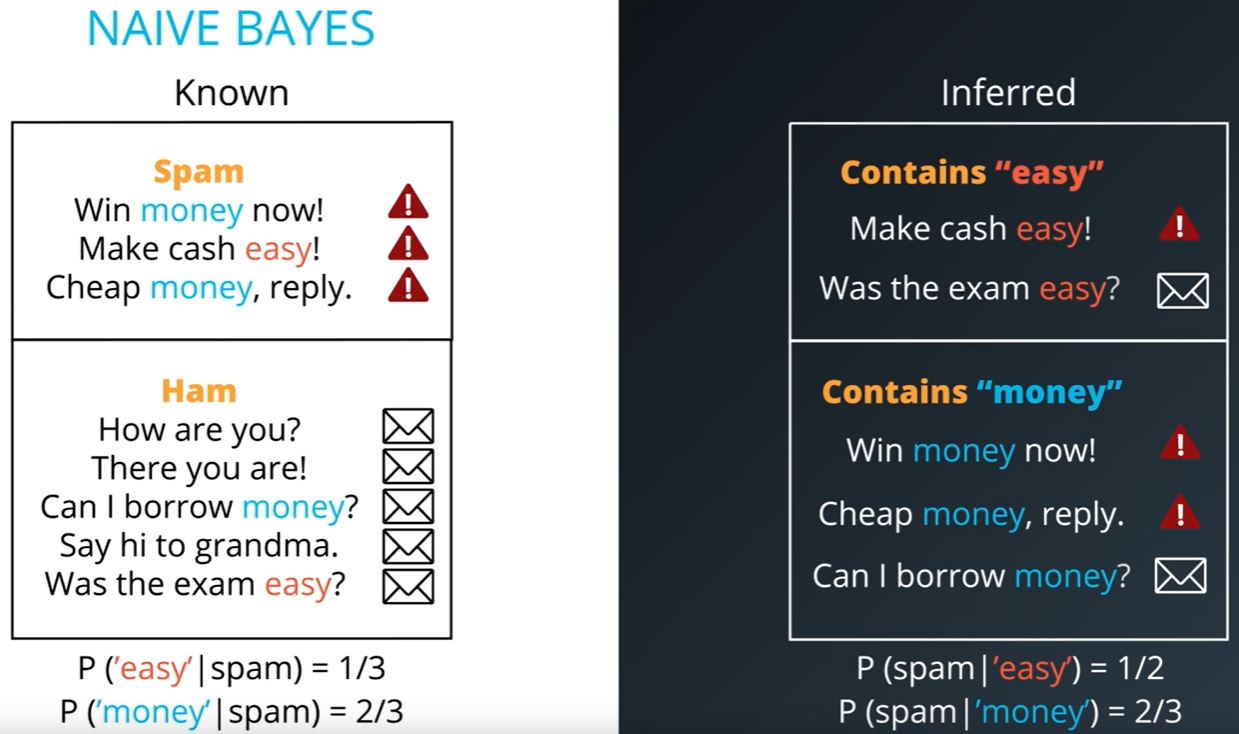 NAIVE BAYES
Known
Spam
Win money now!
Make cash easy!
Cheap money, reply.
Ham
How are you?
There you are!
Can I borrow money?
Say hi to grandma.
Was the exam easy?
P (’easy’|spam) = 1/3
P (’money’|spam) = 2/3
Inferred
Contains “easy”
Make cash easy!
Was the exam easy?
Contains “money”
Win money now!
Cheap money, reply.
Can I borrow money?
P (spam|’easy’) = 1/2
P (spam|’money’) = 2/3